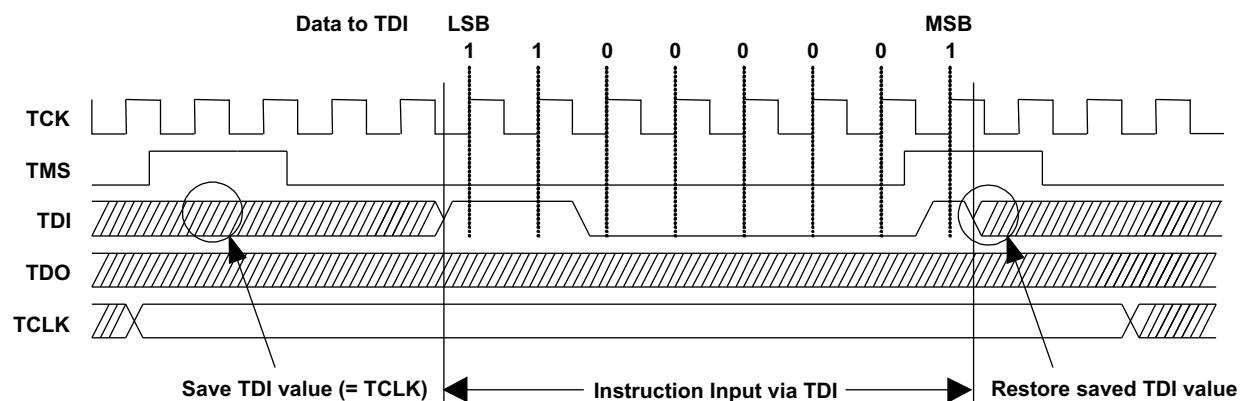 Data to TDI LSB MSB
1 1 0 0 0 0 0 1
TCK
TMS
TDI
TDO
TCLK
Save TDI value (= TCLK) Instruction Input via TDI Restore saved TDI value